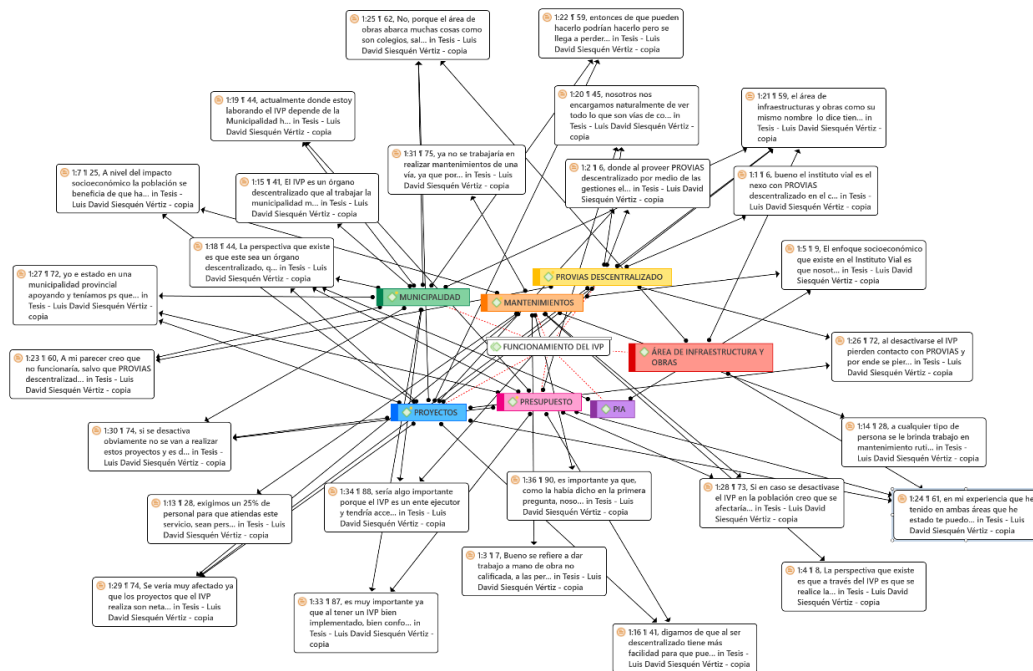 1:25 ¶ 62, No, porque el área de
obras abarca muchas cosas como
son colegios, sal... in Tesis - Luis
David Siesquén Vértiz - copia
1:22 ¶ 59, entonces de que pueden
hacerlo podrían hacerlo pero se
llega a perder... in Tesis - Luis
David Siesquén Vértiz - copia
1:19 ¶ 44, actualmente donde estoy
laborando el IVP depende de la
Municipalidad h... in Tesis - Luis
David Siesquén Vértiz - copia
1:20 ¶ 45, nosotros nos
encargamos naturalmente de ver
todo lo que son vías de co... in
Tesis - Luis David Siesquén Vértiz
- copia
1:21 ¶ 59, el área de
infraestructuras y obras como su
mismo nombre lo dice tien...
in Tesis - Luis David Siesquén Vértiz -
copia
1:31 ¶ 75, ya no se trabajaria en
realizar mantenimientos de una
vía, ya que por... in Tesis - Luis
David Siesquén Vértiz - copia
1:2 ¶ 6, donde al proveer PROVIAS
descentralizado por medio de las
gestiones el... in Tesis - Luis David
Siesquén Vértiz - copia
1:1 ¶ 6, bueno el instituto vial es el
nexo con PROVIAS
descentralizado en el c... in Tesis -
Luis David Siesquén Vértiz - copia
1:7 ¶ 25, A nivel del impacto
socioeconómico la población se
beneficia de que ha... in Tesis -
Luis David Siesquén Vértiz - copia
1:15 ¶ 41, El IVP es un órgano
descentralizado que al trabajar la
municipalidad m... in Tesis - Luis
David Siesquén Vértiz - copia
1:18 ¶ 44, La perspectiva que existe
es que este sea un órgano
descentralizado, q... in Tesis - Luis
David Siesquén Vértiz - copia
1:5 ¶ 9, El enfoque socioeconómico
que existe en el Instituto Vial es
que nosot... in Tesis - Luis David
Siesquén Vértiz - copia
1:27 ¶ 72, yo e estado en una
municipalidad provincial
apoyando y teníamos ps que...
in Tesis - Luis David Siesquén Vértiz -
copia
PROVIAS DESCENTRALIZADO
MUNICIPALIDAD
MANTENIMIENTOS
FUNCIONAMIENTO DEL IVP
ÁREA DE INFRAESTRUCTURA Y
OBRAS
1:26 ¶ 72, al desactivarse el IVP
pierden contacto con PROVIAS y
por ende se pier... in Tesis - Luis
David Siesquén Vértiz - copia
1:23 ¶ 60, A mi parecer creo que
no funcionaría, salvo que PROVIAS
descentralizad... in Tesis - Luis
David Siesquén Vértiz - copia
PROYECTOS
PRESUPUESTO
PIA
1:30 ¶ 74, si se desactiva
obviamente no se van a realizar
estos proyectos y es d... in Tesis -
Luis David Siesquén Vértiz - copia
1:14 ¶ 28, a cualquier tipo de
persona se le brinda trabajo en
mantenimiento ruti... in Tesis -
Luis David Siesquén Vértiz - copia
1:13 ¶ 28, exigimos un 25% de
personal para que atiendas este
servicio, sean pers... in Tesis -
Luis David Siesquén Vértiz - copia
1:34 ¶ 88, sería algo importante
porque el IVP es un ente ejecutor
y tendría acce... in Tesis - Luis
David Siesquén Vértiz - copia
1:36 ¶ 90, es importante ya que,
como la había dicho en la primera
pregunta, noso... in Tesis - Luis
David Siesquén Vértiz - copia
1:28 ¶ 73, Si en caso se desactivase
el IVP en la población creo que se
afectaría... in Tesis - Luis David
Siesquén Vértiz - copia
1:24 ¶ 61, en mi experiencia que he
tenido en ambas áreas que he
estado te puedo... in Tesis - Luis
David Siesquén Vértiz - copia
1:3 ¶ 7, Bueno se refiere a dar
trabajo a mano de obra no
calificada, a las per... in Tesis -
Luis David Siesquén Vértiz - copia
1:4 ¶ 8, La perspectiva que existe
es que a través del IVP es que se
realice la... in Tesis - Luis David
Siesquén Vértiz - copia
1:29 ¶ 74, Se veria muy afectado ya
que los proyectos que el IVP
realiza son neta... in Tesis - Luis
David Siesquén Vértiz - copia
1:33 ¶ 87, es muy importante ya
que al tener un IVP bien
implementado, bien confo... in
Tesis - Luis David Siesquén Vértiz -
copia
1:16 ¶ 41, digamos de que al ser
descentralizado tiene más
facilidad para que pue... in Tesis -
Luis David Siesquén Vértiz - copia